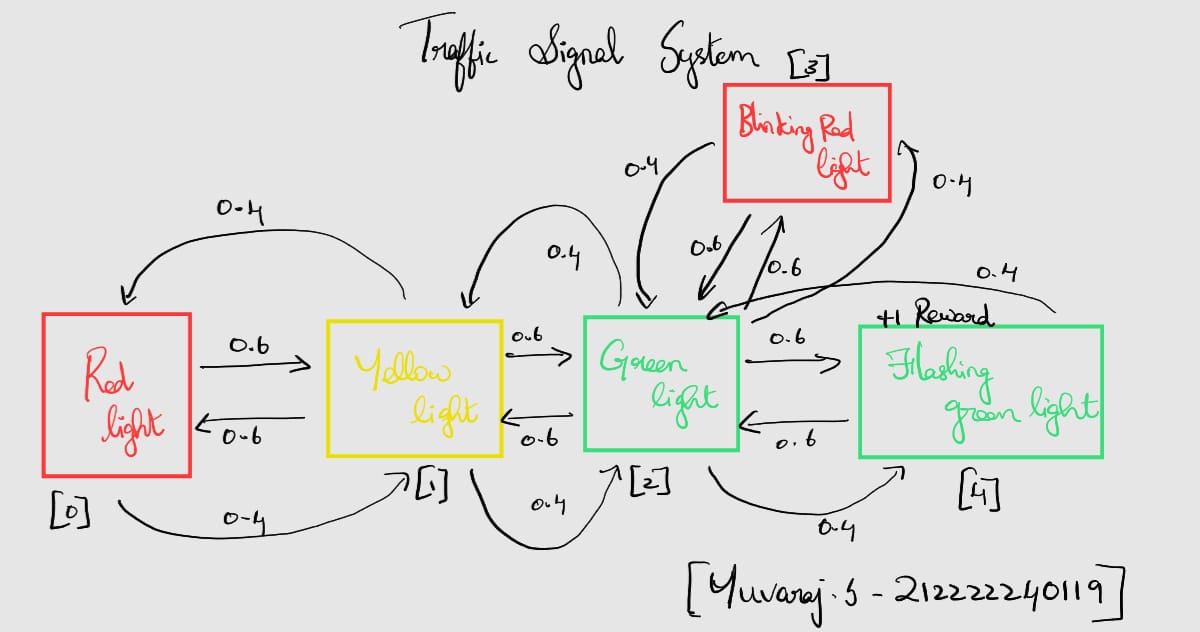 Traffic Signal System
[3]
Blinking Red
light
0.4
0.4
0.4
0.4
0.6
0.6
0.4
+1 Reward
Red
light
0.6
0.6
Yellow
light
0.6
0.6
Green
light
0.6
0.6
Flashing
green light
[0]
0-4
[1]
0.4
[2]
0.4
[4]
[Yuvaraj.S - 212222240119]